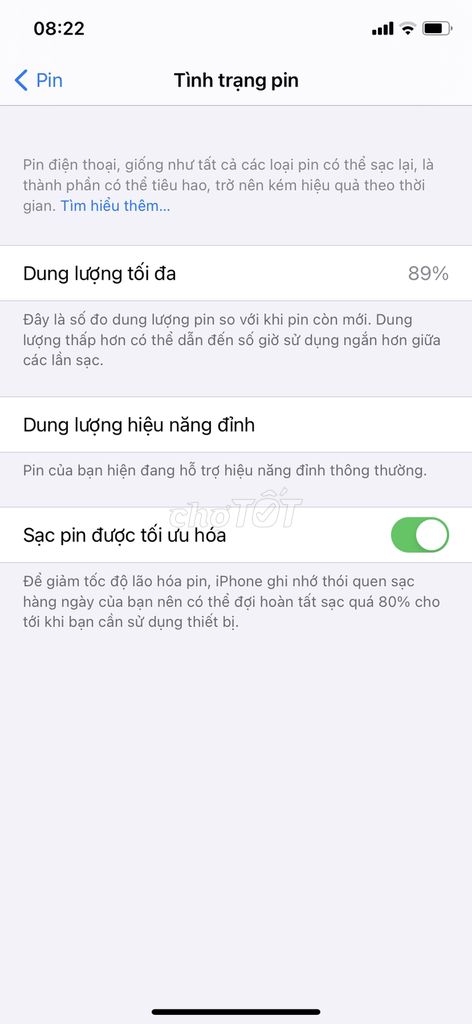 08:22
Pin
Tình trạng pin
Pin điện thoại, giống như tất cả các loại pin có thể sạc lại, là
thành phần có thể tiêu hao, trở nên kém hiệu quả theo thời
gian. Tìm hiểu thêm...
Dung lượng tối đa 89%
Đây là số đo dung lượng pin so với khi pin còn mới. Dung
lượng thấp hơn có thể dẫn đến số giờ sử dụng ngắn hơn giữa
các lần sạc.
Dung lượng hiệu năng đỉnh
Pin của bạn hiện đang hỗ trợ hiệu năng đỉnh thông thường.
chợTỐT
Sạc pin được tối ưu hóa
Để giảm tốc độ lão hóa pin, iPhone ghi nhớ thói quen sạc
hàng ngày của bạn nên có thể đợi hoàn tất sạc quá 80% cho
tới khi bạn cần sử dụng thiết bị.